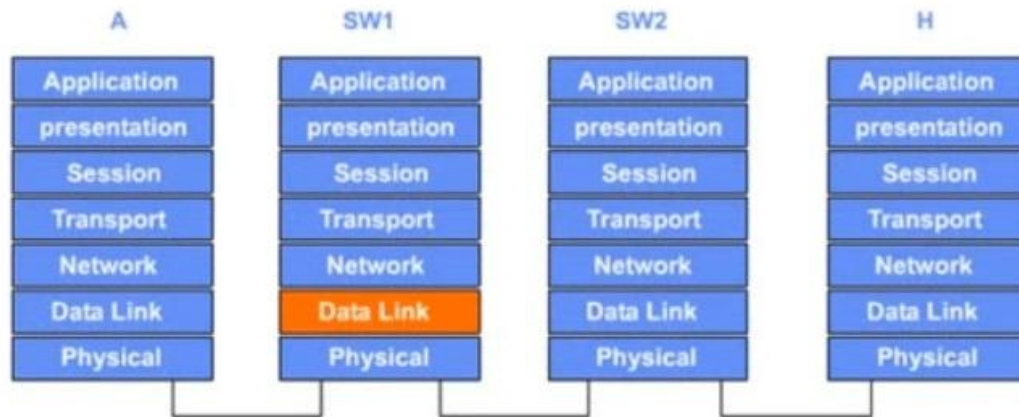 A SW1 SW2 H
Application Application Application Application
presentation presentation presentation presentation
Session Session Session Session
Transport Transport Transport Transport
Network Network Network Network
Data Link Data Link Data Link Data Link
Physical Physical Physical Physical